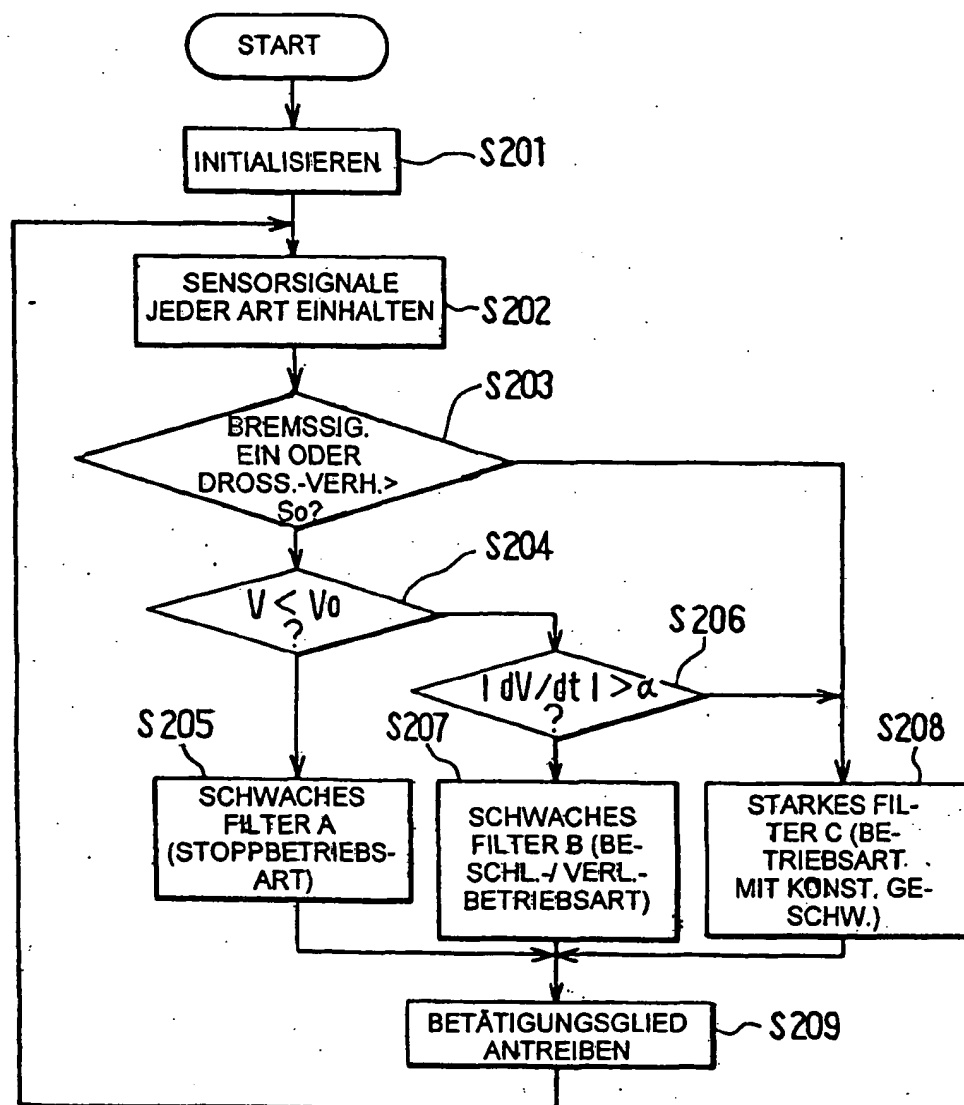 START
INITIALISIEREN
S201
SENSORSIGNALE
JEDER ART EINHALTEN
S202
S203
BREMSSIG.
EIN ODER
DROSS.-VERH.>
So?
S204
V < Vo
?
S206
| dV/dt | > α
?
S205
SCHWACHES
FILTER A
(STOPPBETRIEBS-
ART)
S207
SCHWACHES
FILTER B (BE-
SCHL.-/ VERL.-
BETRIEBSART)
S208
STARKES FIL-
TER C (BE-
TRIEBSART
MIT KONST. GE-
SCHW.)
BETÄTIGUNGSGLIED
ANTREIBEN
S209